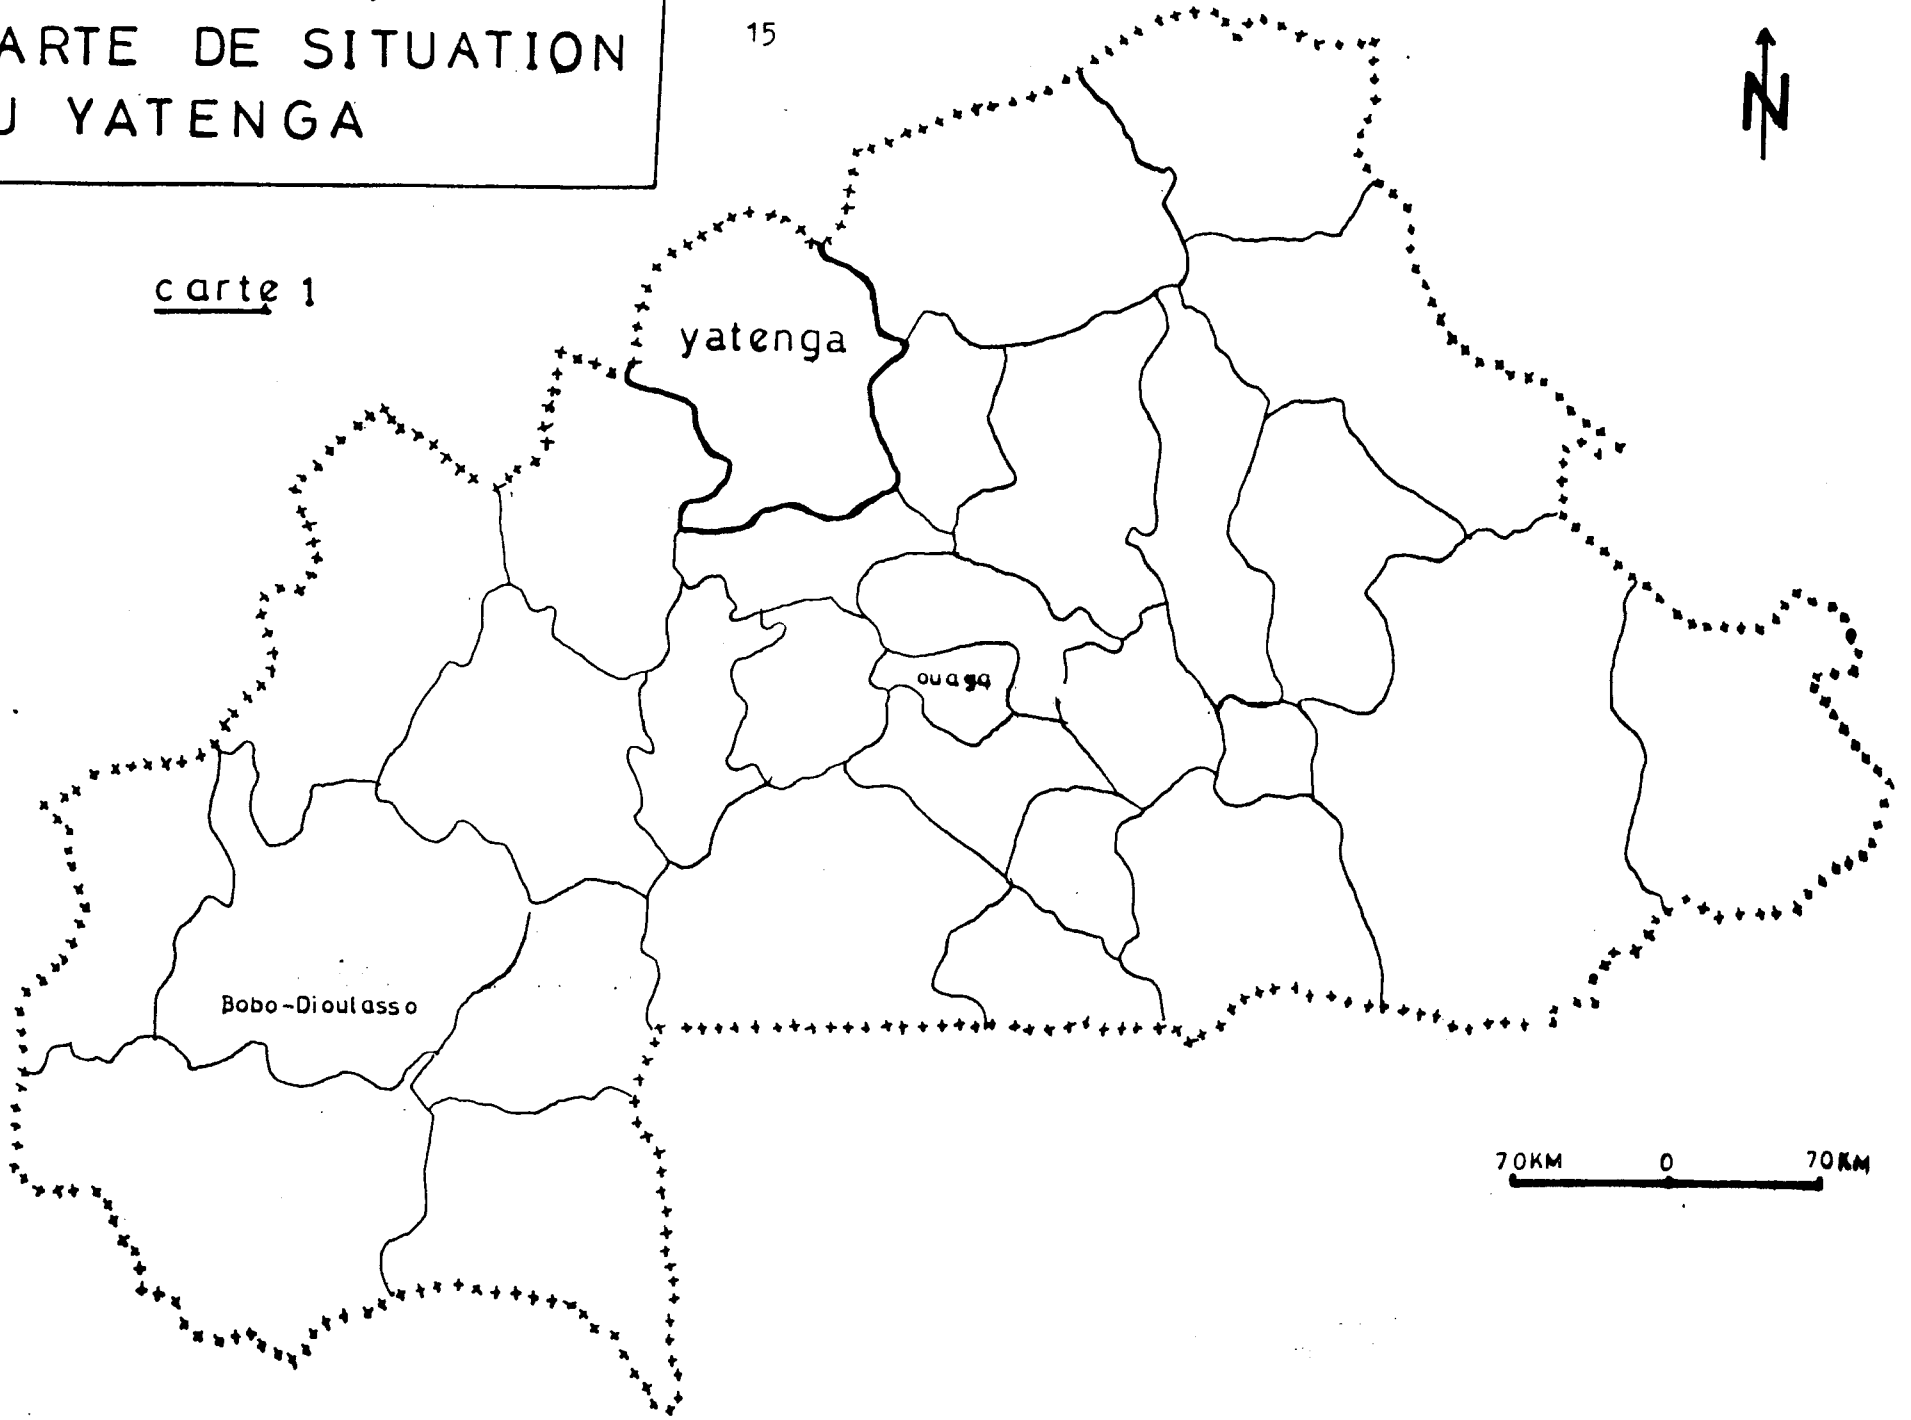 ARTE DE SITUATION
U YATENGA
15
N
carte 1
yatenga
ouaga
Bobo-Dioulasso
70KM 0 70KM